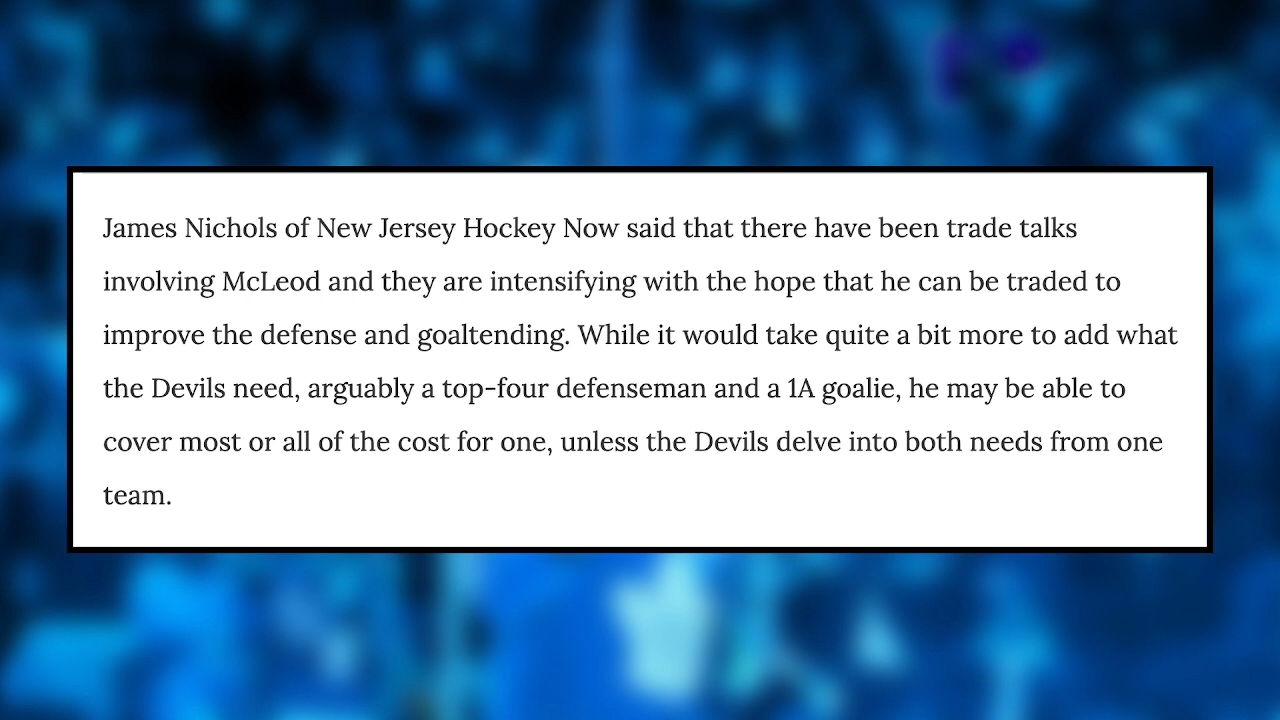 James Nichols of New Jersey Hockey Now said that there have been trade talks
involving McLeod and they are intensifying with the hope that he can be traded to
improve the defense and goaltending. While it would take quite a bit more to add what
the Devils need, arguably a top-four defenseman and a 1A goalie, he may be able to
cover most or all of the cost for one, unless the Devils delve into both needs from one
team.